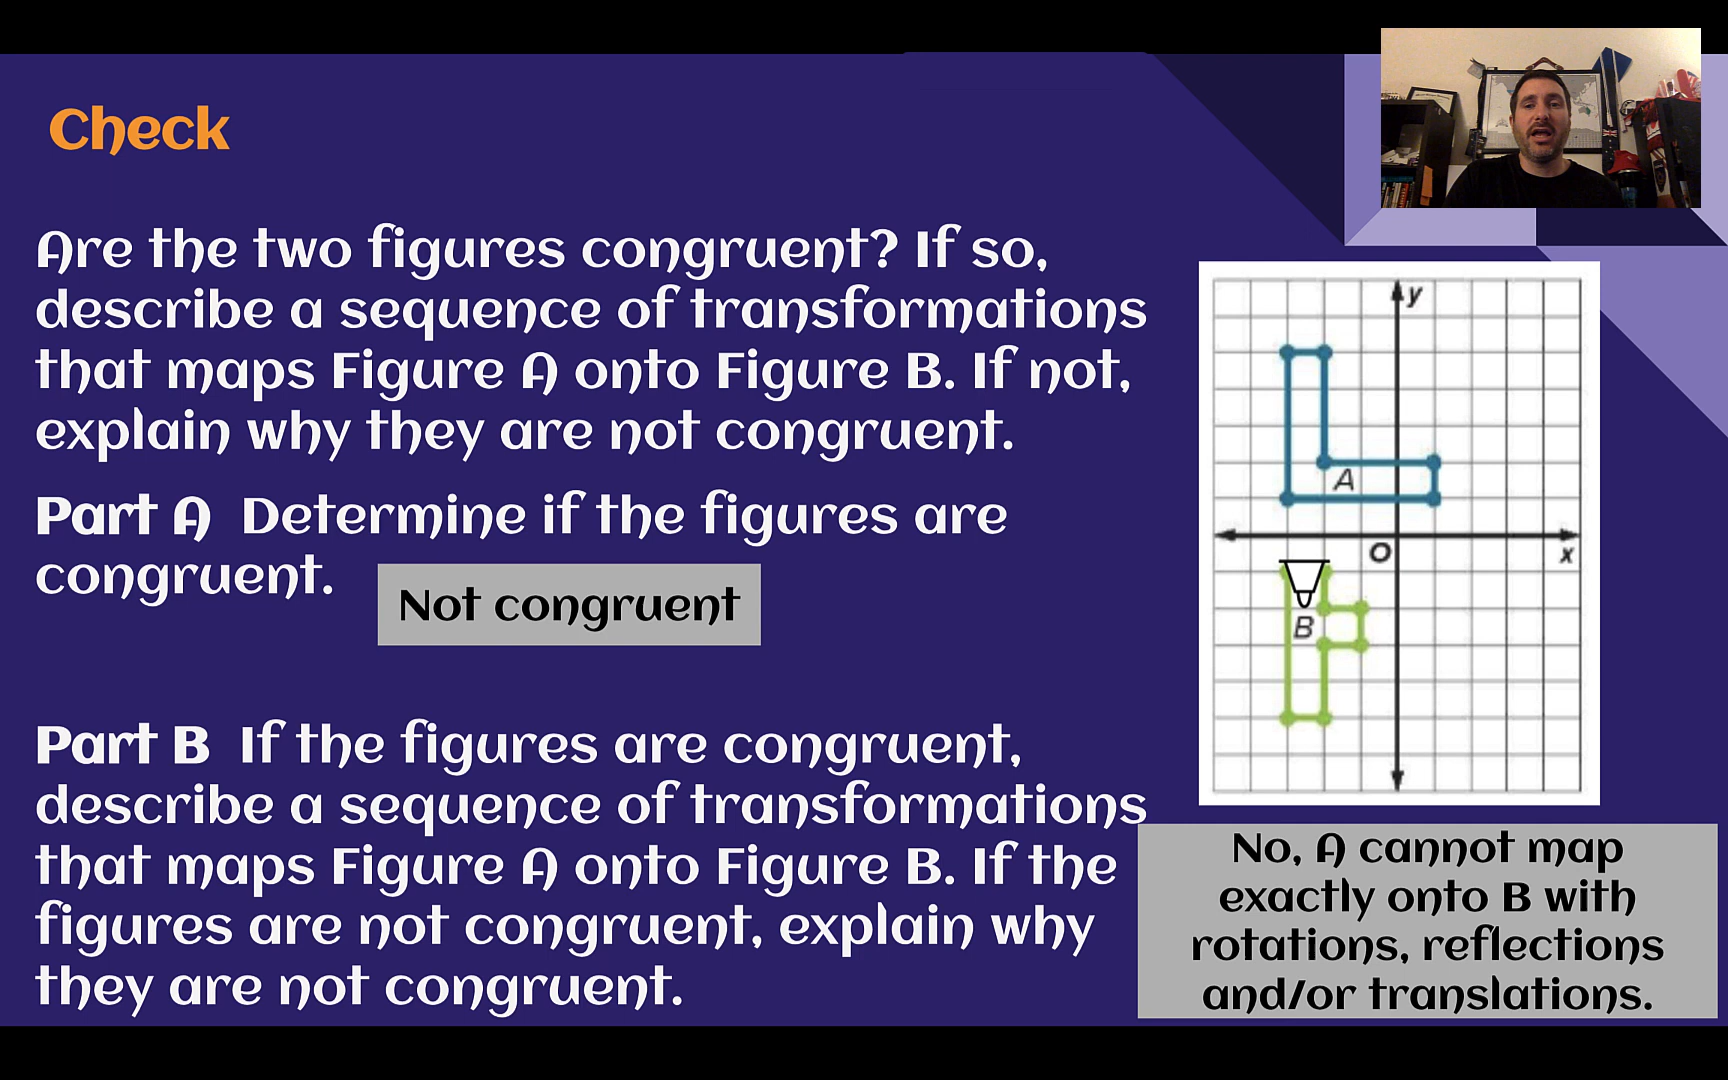 Check
Are the two figures congruent? If so,
describe a sequence of transformations
that maps Figure A onto Figure B. If not,
explain why they are not congruent.
Part A Determine if the figures are
congruent.
Not congruent
Part B If the figures are congruent,
describe a sequence of transformations
that maps Figure A onto Figure B. If the
figures are not congruent, explain why
they are not congruent.
y
A
O
x
B
No, A cannot map
exactly onto B with
rotations, reflections
and/or translations.